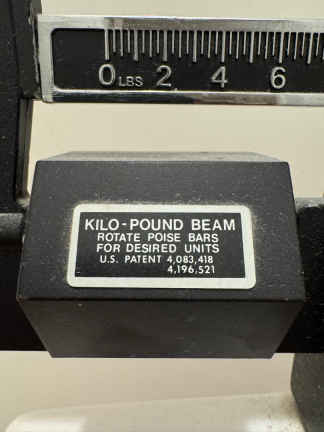 0 LBS 2 4 6
KILO-POUND BEAM
ROTATE POISE BARS
FOR DESIRED UNITS
U.S. PATENT 4,083,418
4,196,521